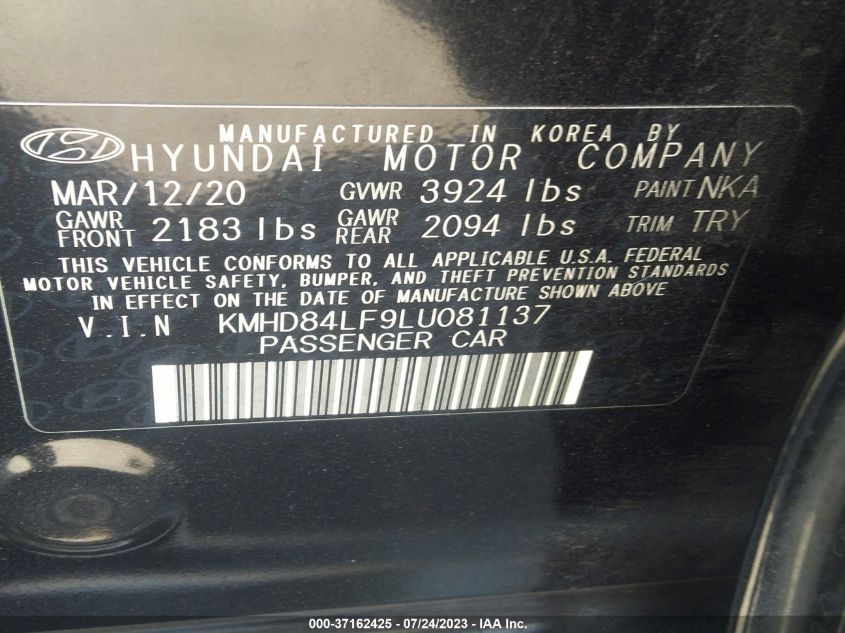 MANUFACTURED IN KOREA BY
HYUNDAI MOTOR COMPANY
MAR/12/20 GVWR 3924 lbs PAINT NKA
GAWR FRONT 2183 lbs GAWR REAR 2094 lbs TRIM TRY
THIS VEHICLE CONFORMS TO ALL APPLICABLE U.S.A. FEDERAL
MOTOR VEHICLE SAFETY, BUMPER, AND THEFT PREVENTION STANDARDS
IN EFFECT ON THE DATE OF MANUFACTURE SHOWN ABOVE
V.I.N KMHD84LF9LU081137
PASSENGER CAR
000-37162425 - 07/24/2023 - IAA Inc.